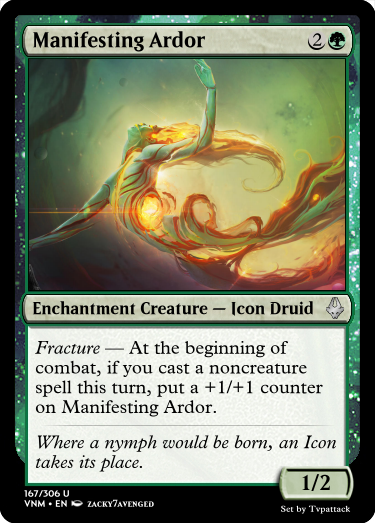 Manifesting Ardor 2
Enchantment Creature — Icon Druid
Fracture — At the beginning of
combat, if you cast a noncreature
spell this turn, put a +1/+1 counter
on Manifesting Ardor.
Where a nymph would be born, an Icon
takes its place.
1/2
167/306 U
VNM • EN ZACKY7AVENGED
Set by Tvpattack